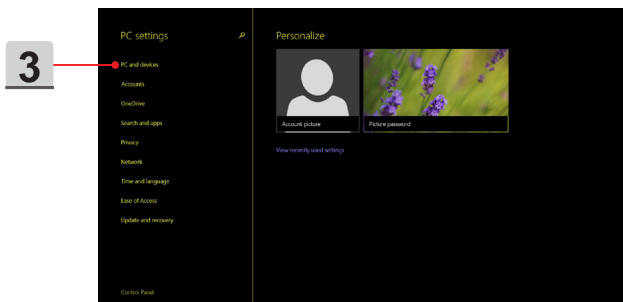 3
PC settings
PC and devices
Accounts
OneDrive
Search and apps
Privacy
Network
Time and language
Ease of Access
Update and recovery
Control Panel
Personalize
Account picture
Picture password
View recently used settings